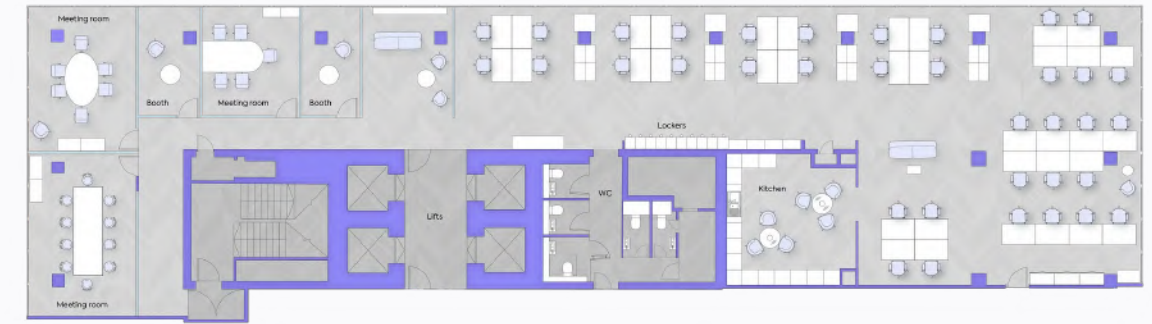 Meeting room
Booth
Meeting room
Booth
Lockers
Meeting room
Lifts
WC
Kitchen